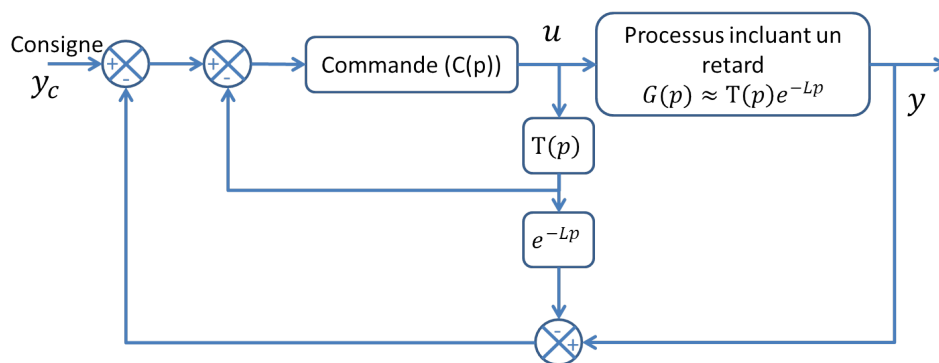 Consigne
y_c
+
-
+
-
Commande (C(p))
u
Processus incluant un
retard
G(p) ≈ T(p)e^{-Lp}
y
T(p)
e^{-Lp}
-
+